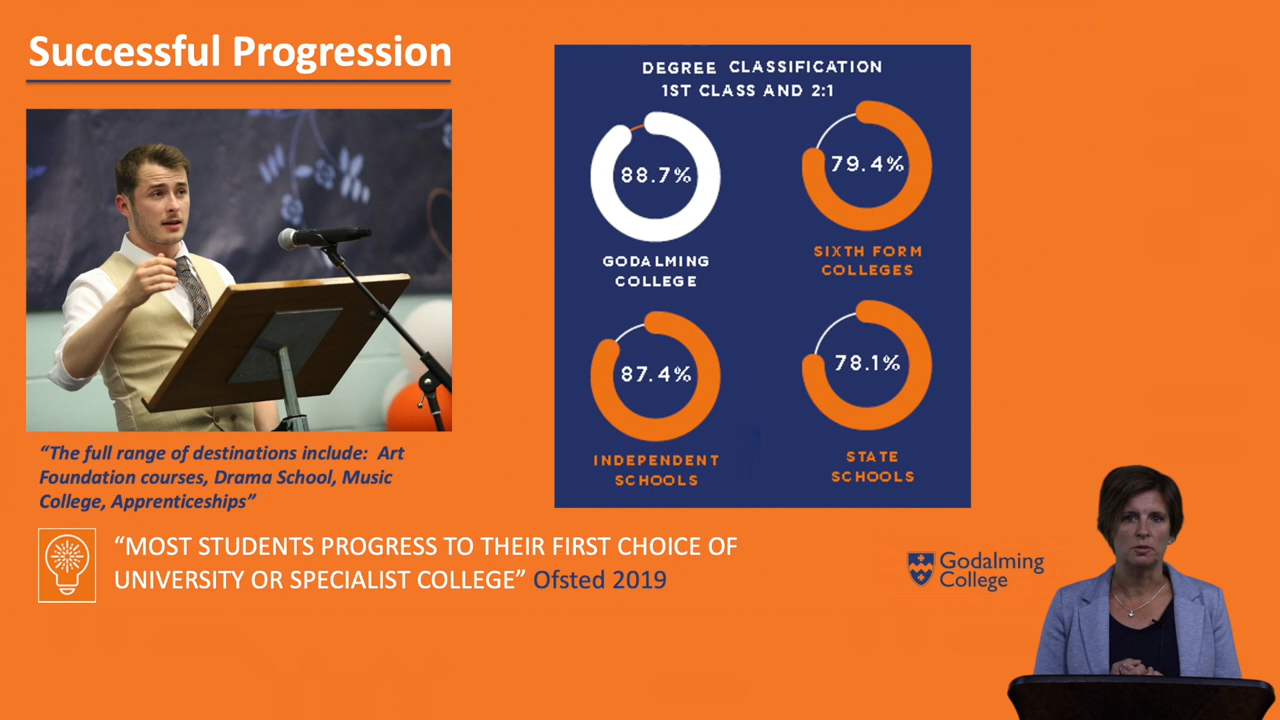 Successful Progression
“The full range of destinations include: Art
Foundation courses, Drama School, Music
College, Apprenticeships”
DEGREE CLASSIFICATION
1ST CLASS AND 2:1
88.7%
GODALMING
COLLEGE
79.4%
SIXTH FORM
COLLEGES
87.4%
INDEPENDENT
SCHOOLS
78.1%
STATE
SCHOOLS
“MOST STUDENTS PROGRESS TO THEIR FIRST CHOICE OF
UNIVERSITY OR SPECIALIST COLLEGE” Ofsted 2019
Godalming
College